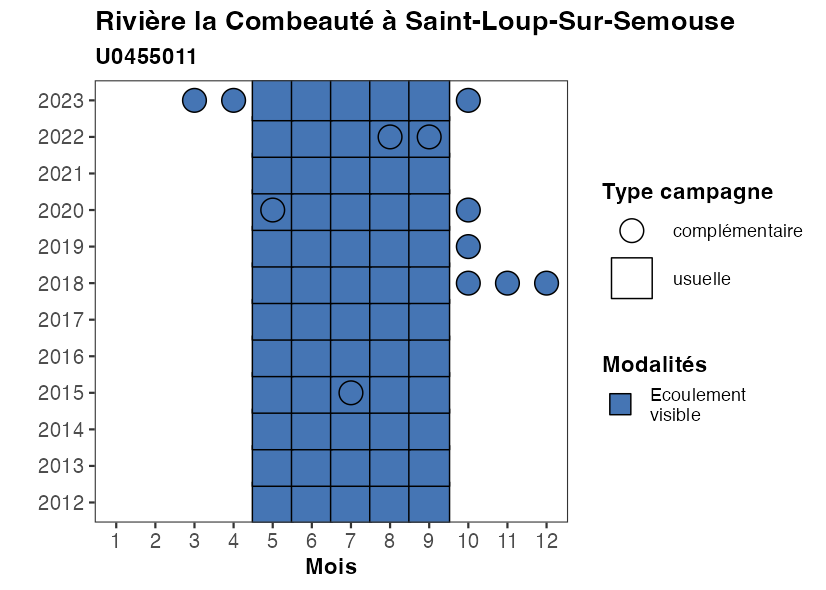 Rivière la Combeauté à Saint-Loup-Sur-Semouse
U0455011
2023
2022
2021
2020
2019
2018
2017
2016
2015
2014
2013
2012
1 2 3 4 5 6 7 8 9 10 11 12
Mois
Type campagne
complémentaire
usuelle
Modalités
Ecoulement
visible